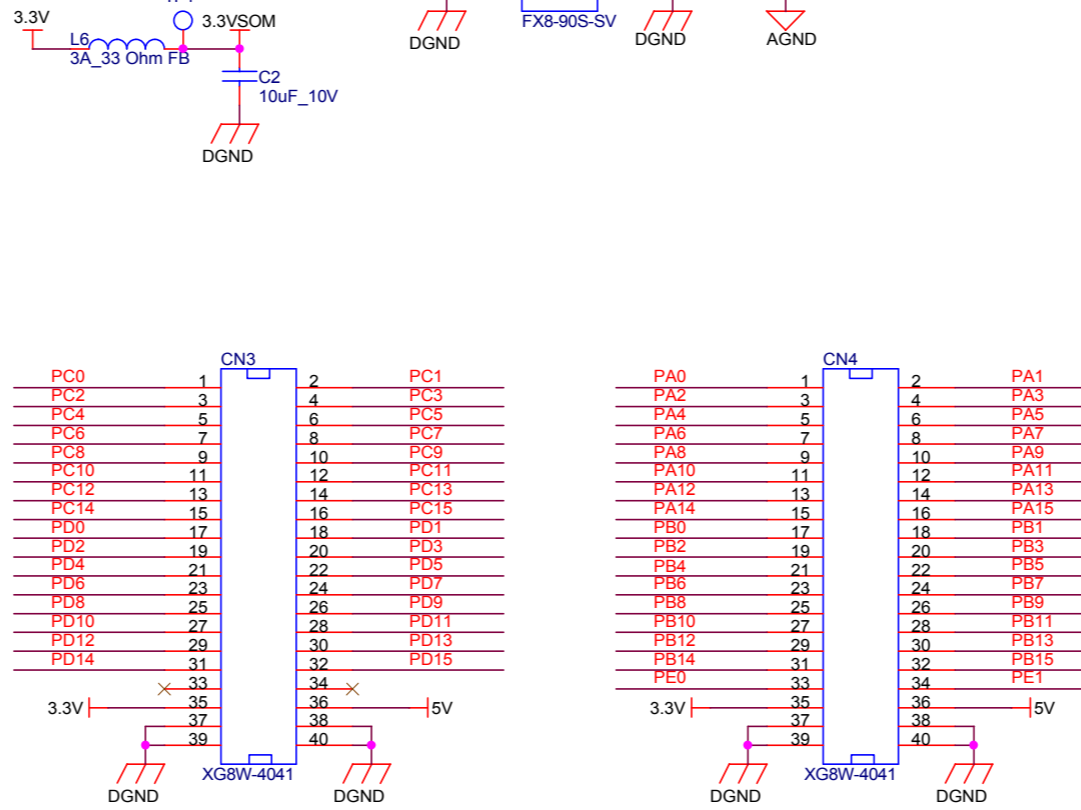 3.3V
3.3VSOM
L6
3A_33 Ohm FB
C2
10uF_10V
DGND
DGND
FX8-90S-SV
DGND
AGND
CN3
PC0 1 2 PC1
PC2 3 4 PC3
PC4 5 6 PC5
PC6 7 8 PC7
PC8 9 10 PC9
PC10 11 12 PC11
PC12 13 14 PC13
PC14 15 16 PC15
PD0 17 18 PD1
PD2 19 20 PD3
PD4 21 22 PD5
PD6 23 24 PD7
PD8 25 26 PD9
PD10 27 28 PD11
PD12 29 30 PD13
PD14 31 32 PD15
33 34
3.3V 35 36 5V
37 38
39 40
XG8W-4041
DGND DGND
CN4
PA0 1 2 PA1
PA2 3 4 PA3
PA4 5 6 PA5
PA6 7 8 PA7
PA8 9 10 PA9
PA10 11 12 PA11
PA12 13 14 PA13
PA14 15 16 PA15
PB0 17 18 PB1
PB2 19 20 PB3
PB4 21 22 PB5
PB6 23 24 PB7
PB8 25 26 PB9
PB10 27 28 PB11
PB12 29 30 PB13
PB14 31 32 PB15
PE0 33 34 PE1
3.3V 35 36 5V
37 38
39 40
XG8W-4041
DGND DGND